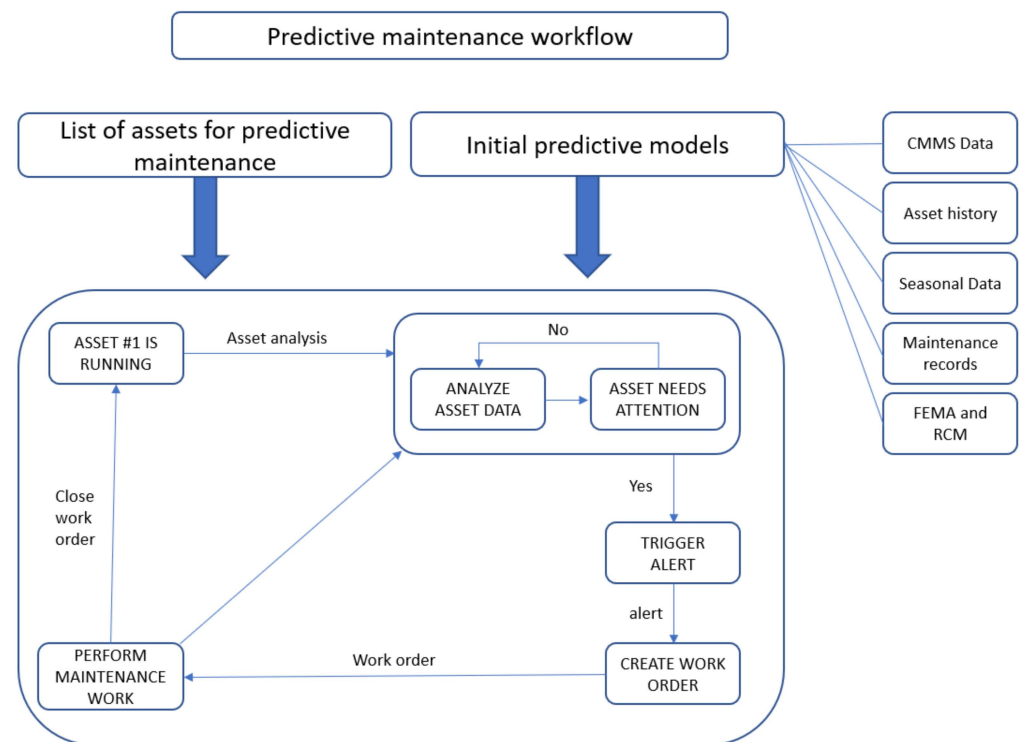 Predictive maintenance workflow
List of assets for predictive
maintenance
Initial predictive models
CMMS Data
Asset history
Seasonal Data
Maintenance
records
FEMA and
RCM
ASSET #1 IS
RUNNING
Asset analysis
No
ANALYZE
ASSET DATA
ASSET NEEDS
ATTENTION
Close
work
order
Yes
TRIGGER
ALERT
alert
PERFORM
MAINTENANCE
WORK
Work order
CREATE WORK
ORDER